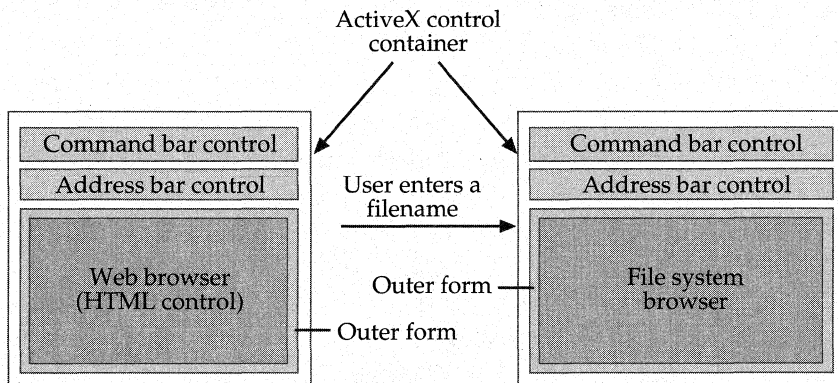 ActiveX control
container
Command bar control
Address bar control
Web browser
(HTML control)
Outer form
User enters a
filename
Command bar control
Address bar control
Outer form
File system
browser